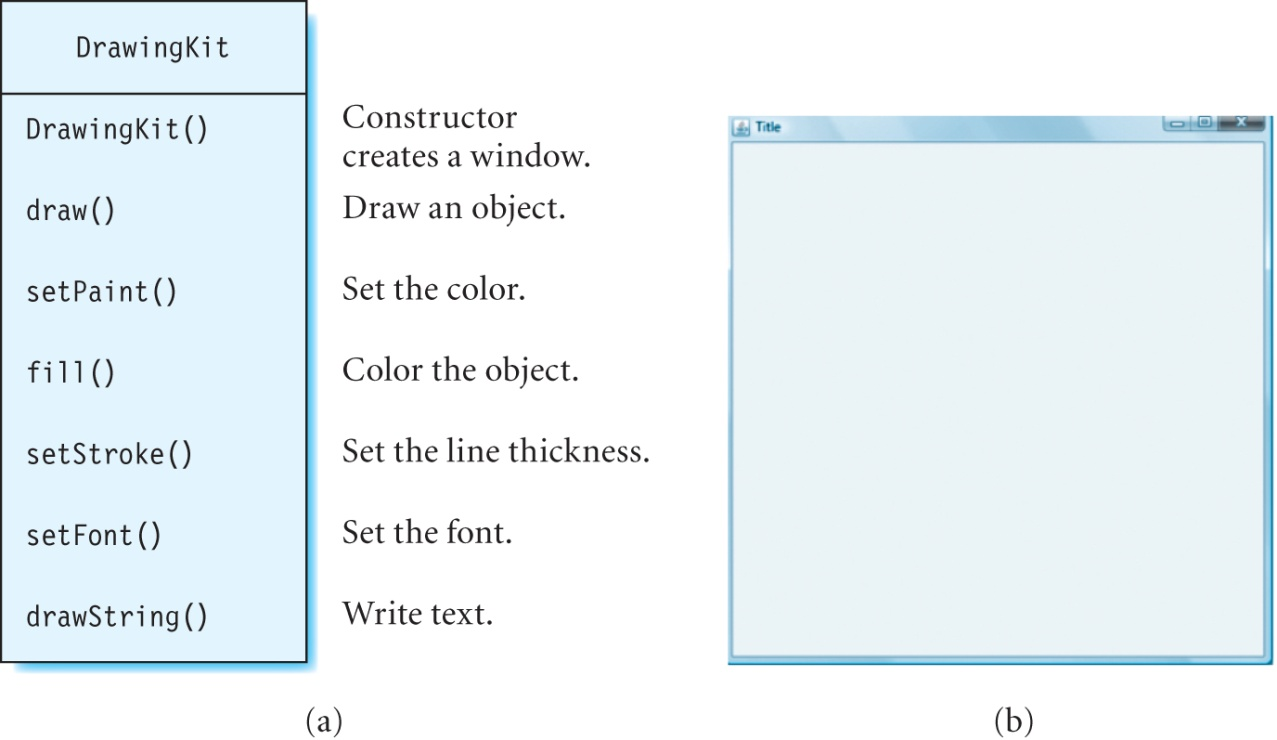 DrawingKit
DrawingKit()
Constructor
creates a window.
draw()
Draw an object.
setPaint()
Set the color.
fill()
Color the object.
setStroke()
Set the line thickness.
setFont()
Set the font.
drawString()
Write text.
(a)
Title
(b)